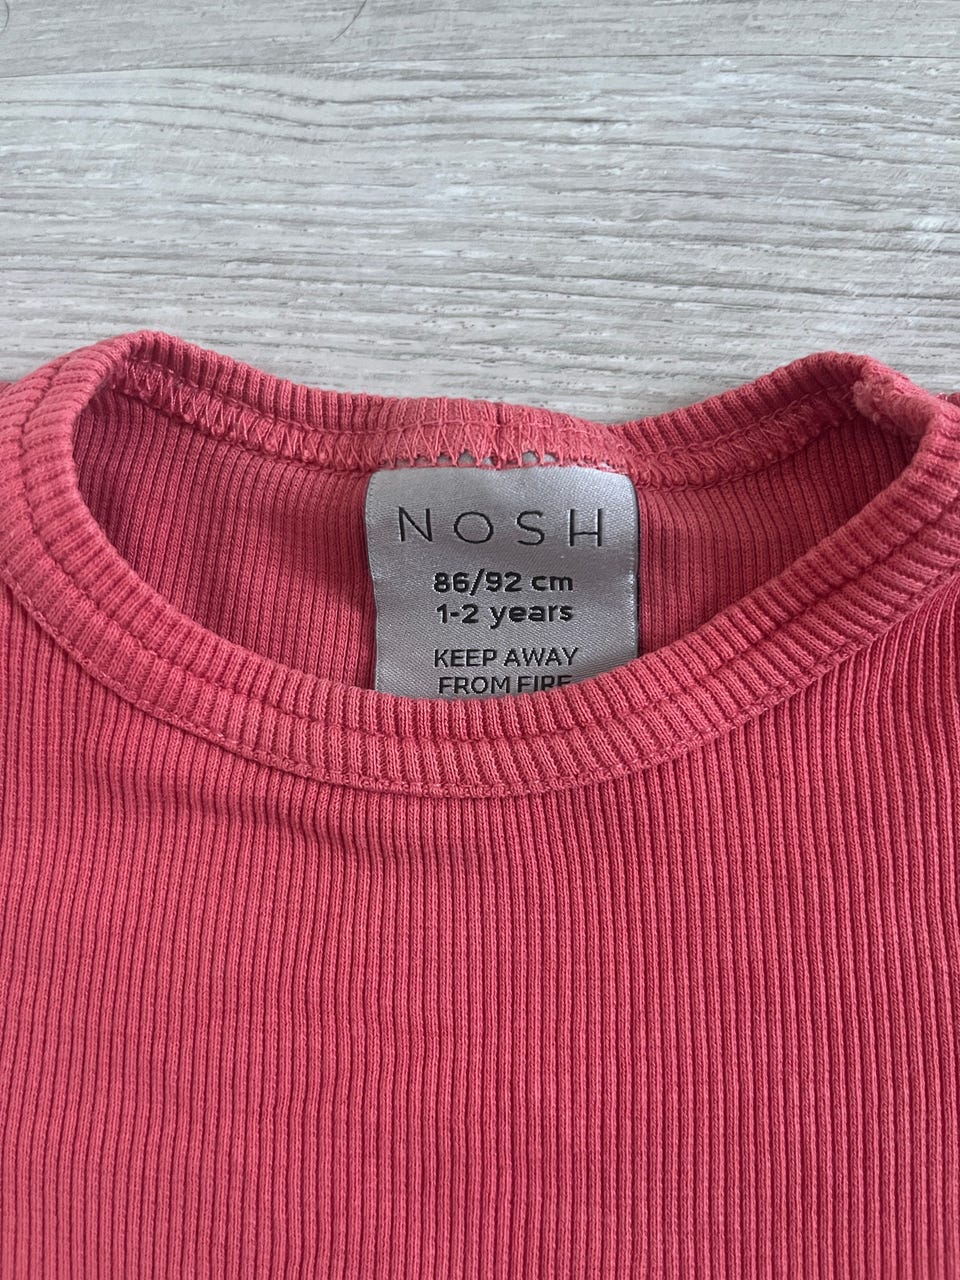 NOSH
86/92 cm
1-2 years
KEEP AWAY
FROM FIRE